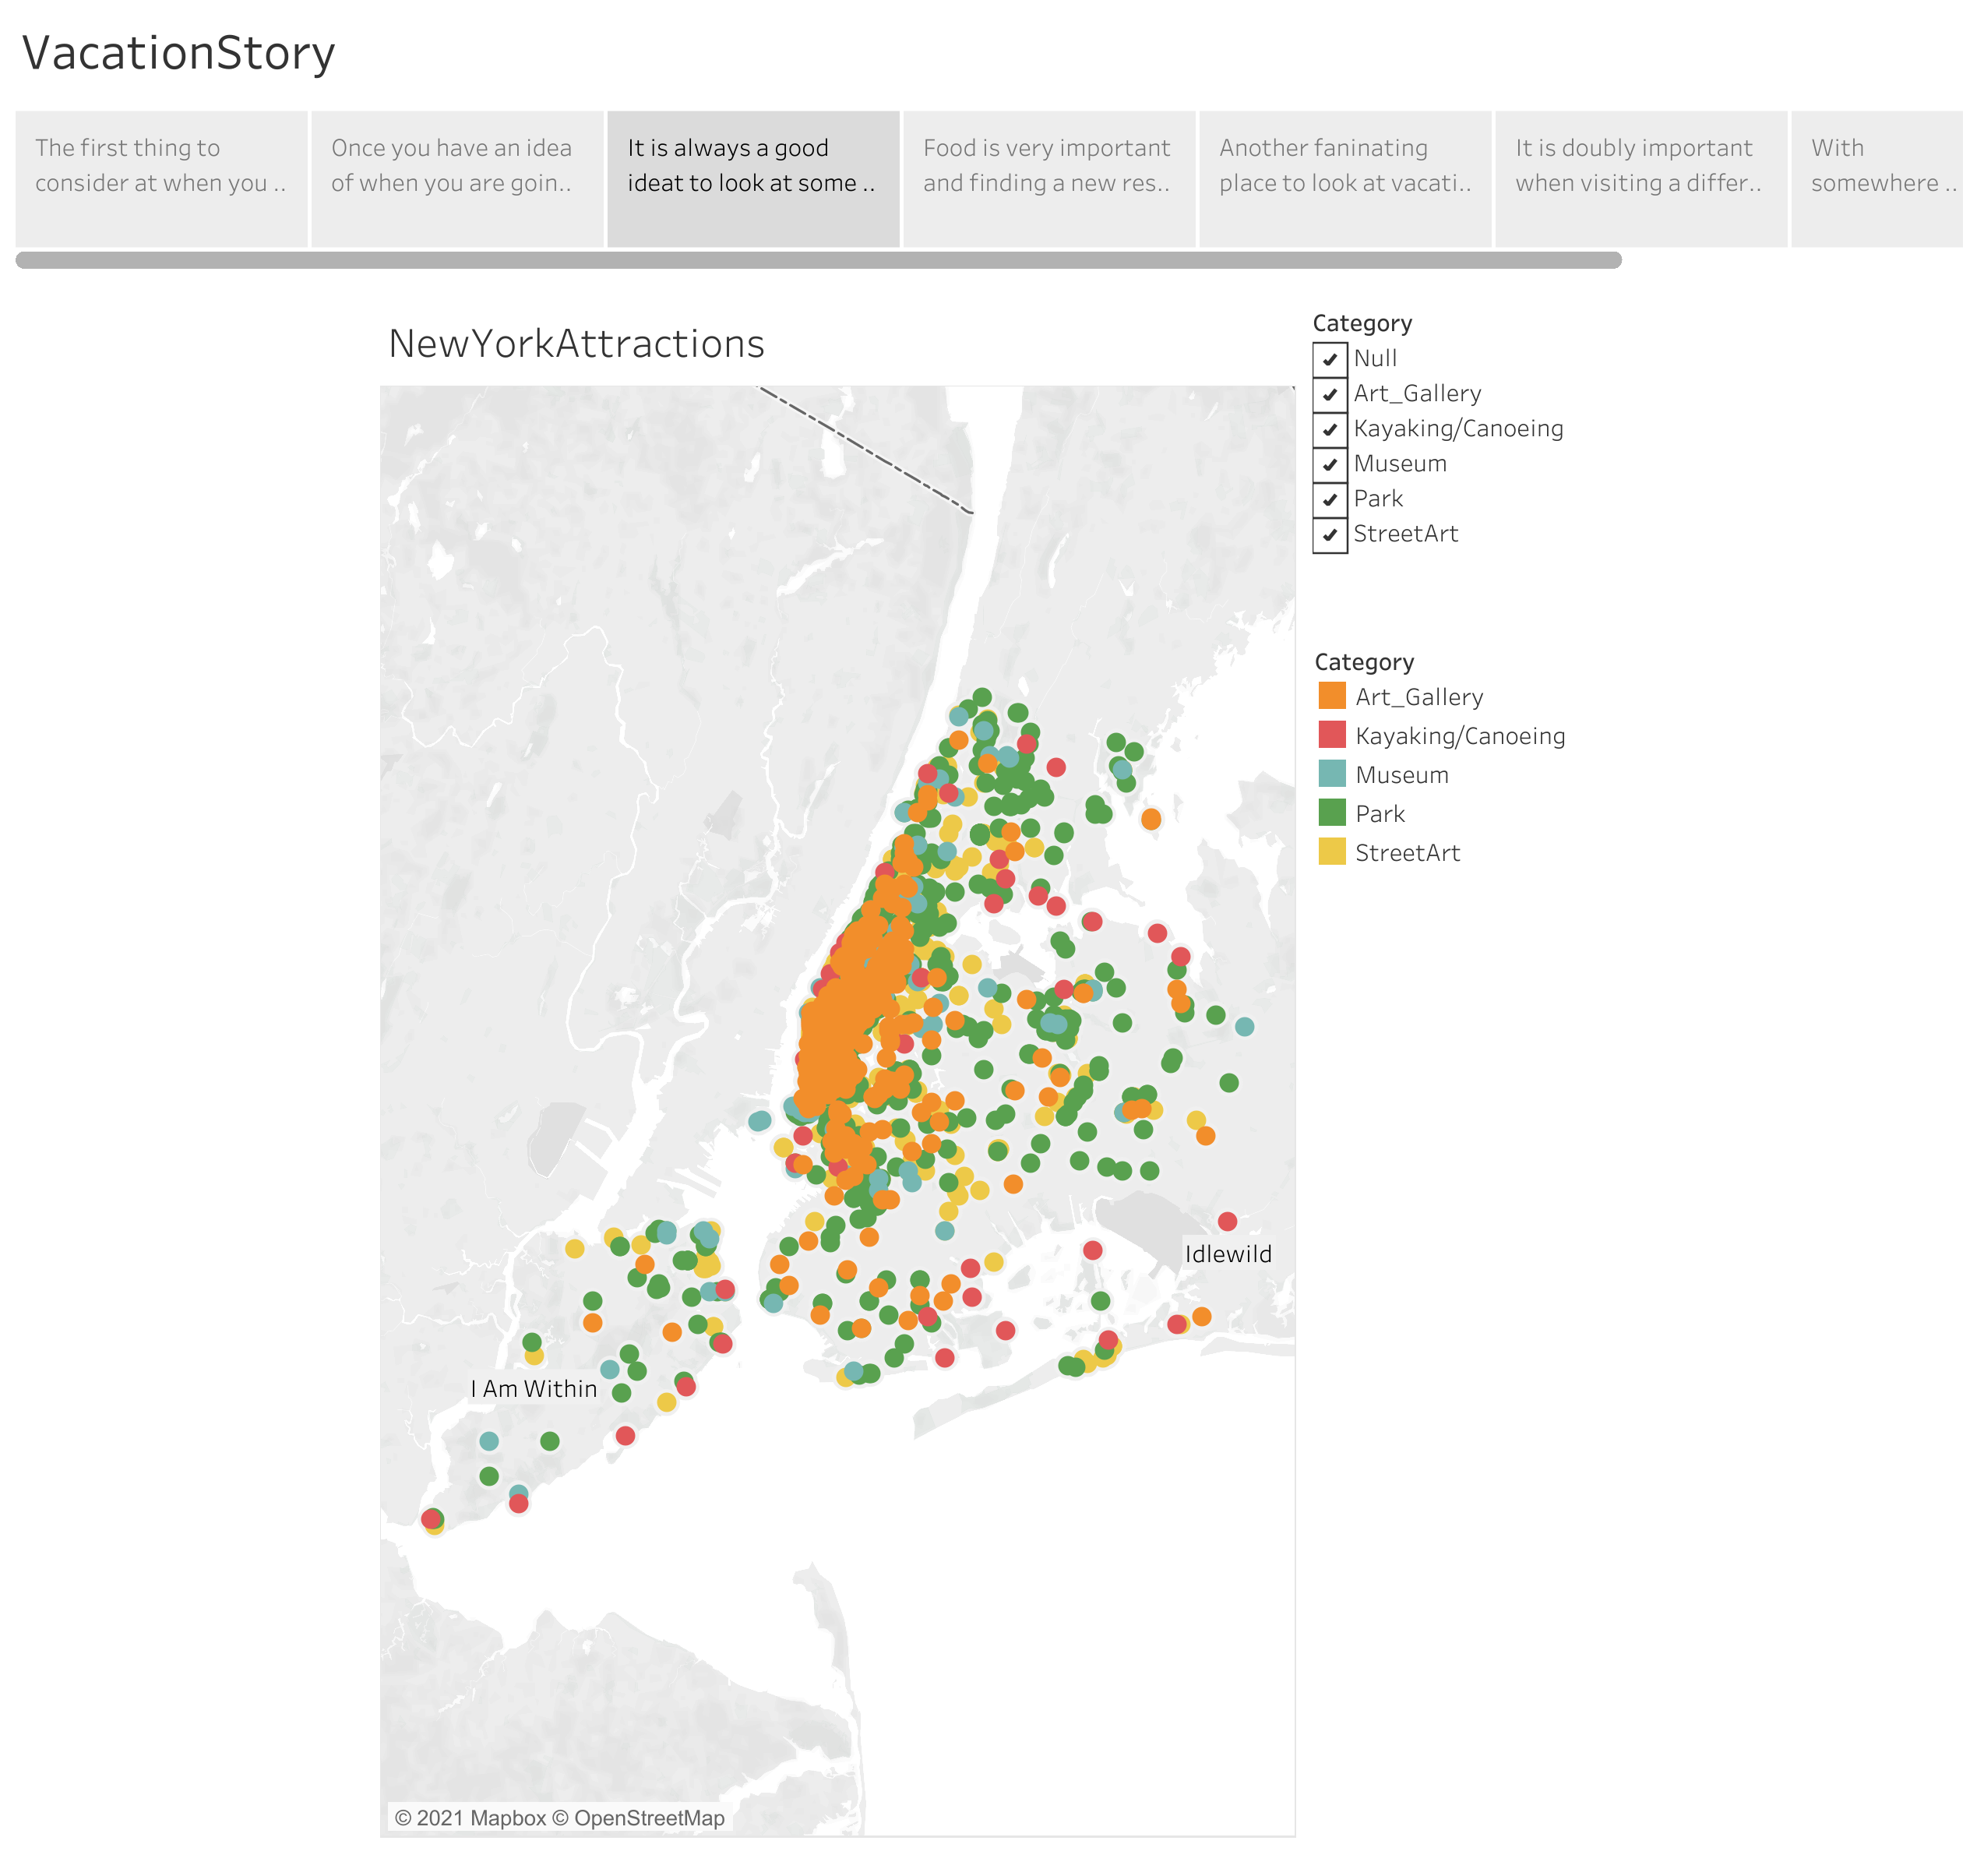 VacationStory
The first thing to
consider at when you ..
Once you have an idea
of when you are goin..
It is always a good
ideat to look at some ..
Food is very important
and finding a new res..
Another faninating
place to look at vacati..
It is doubly important
when visiting a differ..
With
somewhere ..
NewYorkAttractions
Category
Null
Art_Gallery
Kayaking/Canoeing
Museum
Park
StreetArt
Category
Art_Gallery
Kayaking/Canoeing
Museum
Park
StreetArt
Idlewild
I Am Within
© 2021 Mapbox © OpenStreetMap